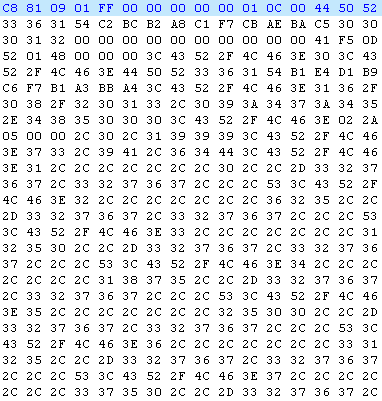 C8 81 09 01 FF 00 00 00 00 00 01 0C 00 44 50 52
33 36 31 54 C2 BC B2 A8 C1 F7 CB AE BA C5 30 30
30 31 32 00 00 00 00 00 00 00 00 00 00 41 F5 0D
52 01 48 00 00 00 3C 43 52 2F 4C 46 3E 30 3C 43
52 2F 4C 46 3E 44 50 52 33 36 31 54 B1 E4 D1 B9
C6 F7 B1 A3 BB A4 3C 43 52 2F 4C 46 3E 31 36 2F
30 38 2F 32 30 31 33 2C 30 39 3A 34 37 3A 34 35
2E 34 38 35 30 30 30 3C 43 52 2F 4C 46 3E 02 2A
05 00 00 2C 30 2C 31 39 39 39 3C 43 52 2F 4C 46
3E 37 33 2C 39 41 2C 36 34 44 3C 43 52 2F 4C 46
3E 31 2C 2C 2C 2C 2C 2C 30 2C 2C 2D 33 32 37
36 37 2C 33 32 37 36 37 2C 2C 2C 53 3C 43 52 2F
4C 46 3E 32 2C 2C 2C 2C 2C 2C 36 32 35 2C 2C
2D 33 32 37 36 37 2C 33 32 37 36 37 2C 2C 2C 53
3C 43 52 2F 4C 46 3E 33 2C 2C 2C 2C 2C 2C 31
32 35 30 2C 2C 2D 33 32 37 36 37 2C 33 32 37 36
37 2C 2C 2C 53 3C 43 52 2F 4C 46 3E 34 2C 2C 2C
2C 2C 2C 31 38 37 35 2C 2C 2D 33 32 37 36 37
2C 33 32 37 36 37 2C 2C 2C 53 3C 43 52 2F 4C 46
3E 35 2C 2C 2C 2C 2C 2C 32 35 30 30 2C 2C 2D
33 32 37 36 37 2C 33 32 37 36 37 2C 2C 2C 53 3C
43 52 2F 4C 46 3E 36 2C 2C 2C 2C 2C 2C 33 31
32 35 2C 2C 2D 33 32 37 36 37 2C 33 32 37 36 37
2C 2C 2C 53 3C 43 52 2F 4C 46 3E 37 2C 2C 2C
2C 2C 2C 33 37 35 30 2C 2C 2D 33 32 37 36 37